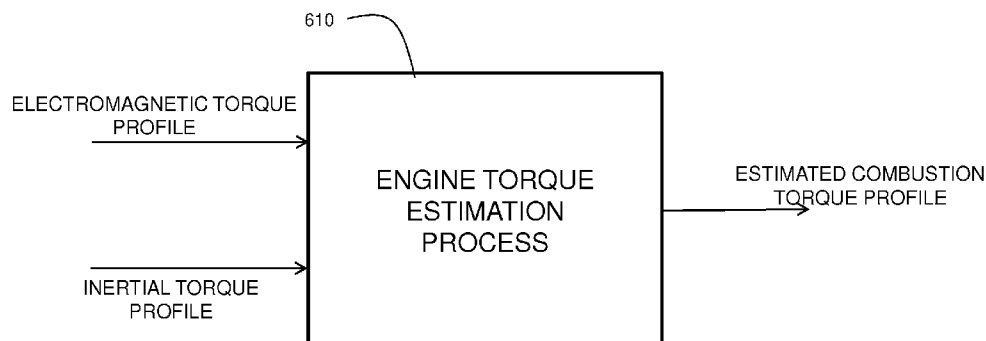 610
ELECTROMAGNETIC TORQUE
PROFILE
ENGINE TORQUE
ESTIMATION
PROCESS
ESTIMATED COMBUSTION
TORQUE PROFILE
INERTIAL TORQUE
PROFILE